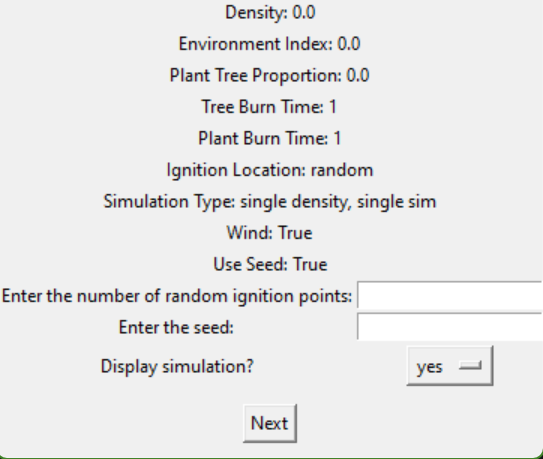 Density: 0.0
Environment Index: 0.0
Plant Tree Proportion: 0.0
Tree Burn Time: 1
Plant Burn Time: 1
Ignition Location: random
Simulation Type: single density, single sim
Wind: True
Use Seed: True
Enter the number of random ignition points:
Enter the seed:
Display simulation? yes
Next